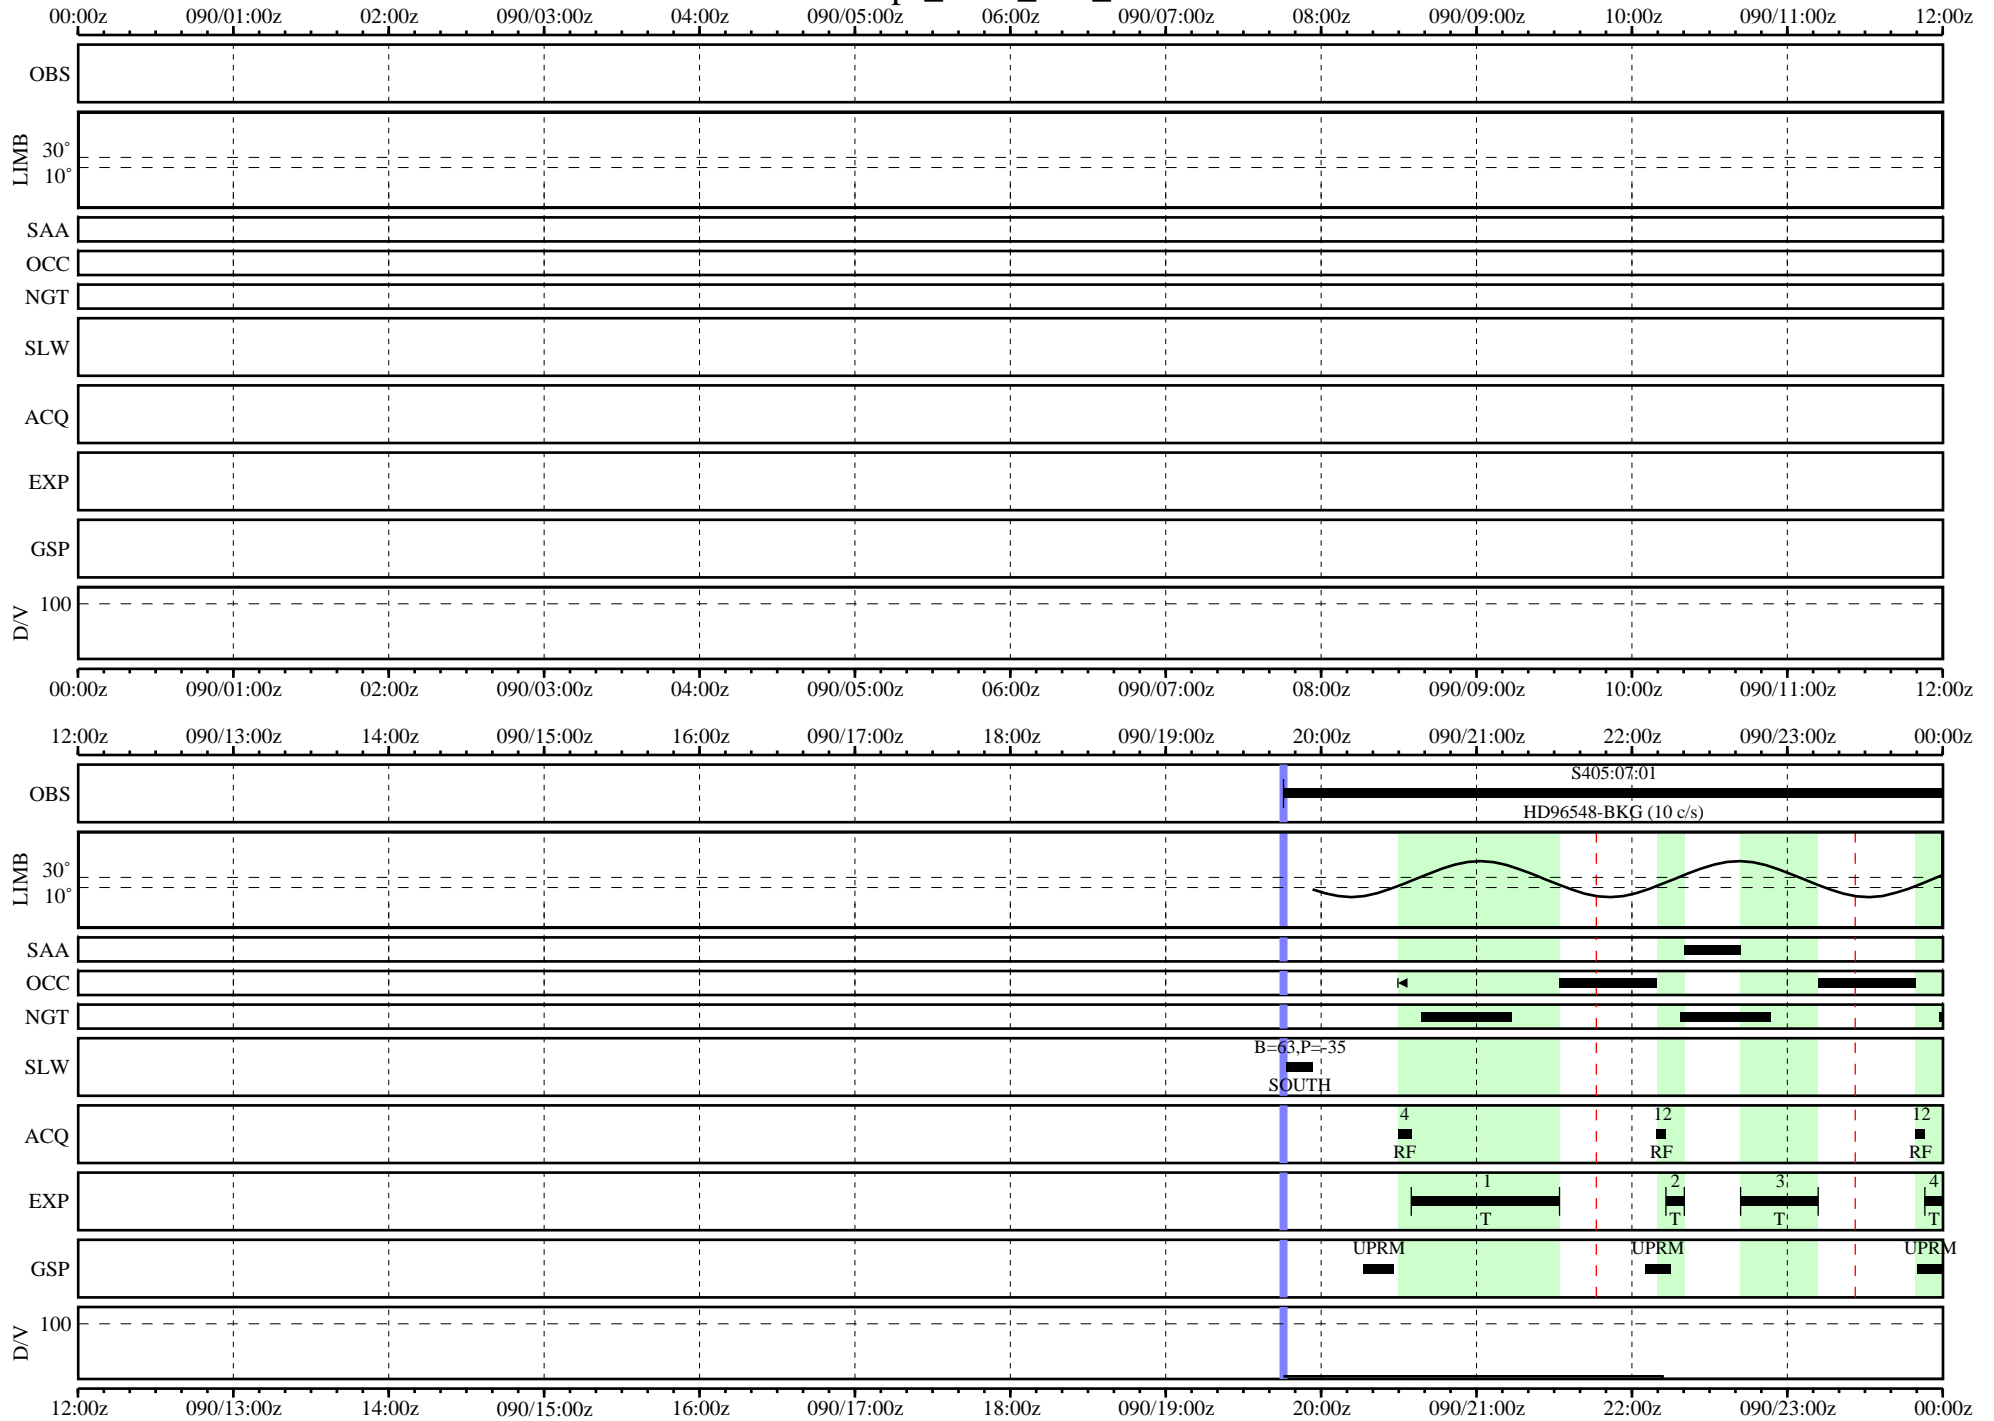 00:00z 090/01:00z 02:00z 090/03:00z 04:00z 090/05:00z 06:00z 090/07:00z 08:00z 090/09:00z 10:00z 090/11:00z 12:00z
OBS
LIMB 30° 10°
SAA
OCC
NGT
SLW
ACQ
EXP
GSP
D/V 100
00:00z 090/01:00z 02:00z 090/03:00z 04:00z 090/05:00z 06:00z 090/07:00z 08:00z 090/09:00z 10:00z 090/11:00z 12:00z
12:00z 090/13:00z 14:00z 090/15:00z 16:00z 090/17:00z 18:00z 090/19:00z 20:00z 090/21:00z 22:00z 090/23:00z 00:00z
S405:07:01
OBS
HD96548-BKG (10 c/s)
LIMB 30° 10°
SAA
OCC
NGT
B=63,P=-35
SLW
SOUTH
4 12 12
ACQ
RF RF RF
1 2 3 4
EXP
T T T T
UPRM UPRM UPRM
GSP
D/V 100
12:00z 090/13:00z 14:00z 090/15:00z 16:00z 090/17:00z 18:00z 090/19:00z 20:00z 090/21:00z 22:00z 090/23:00z 00:00z